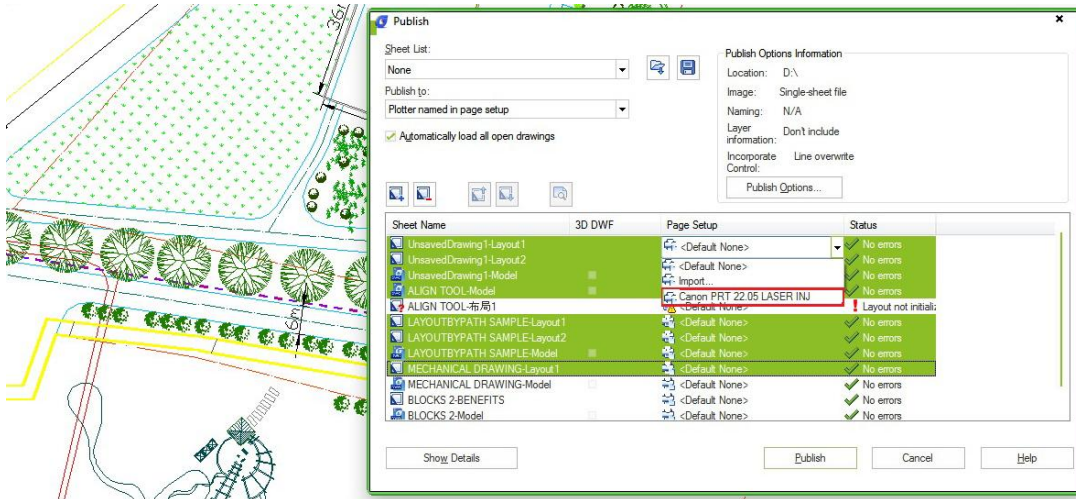 36m
6m
Publish
Sheet List:
None
Publish to:
Plotter named in page setup
Automatically load all open drawings
Publish Options Information
Location: D:\
Image: Single-sheet file
Naming: N/A
Layer information: Don't include
Incorporate Control: Line overwrite
Publish Options...
Sheet Name 3D DWF Page Setup Status
UnsavedDrawing1-Layout1 <Default None> No errors
UnsavedDrawing1-Layout2 <Default None> No errors
UnsavedDrawing1-Model Import... No errors
ALIGN TOOL-Model Canon PRT 22.05 LASER INJ No errors
ALIGN TOOL-布局1 <Default None> Layout not initializ
LAYOUTBYPATH SAMPLE-Layout1 <Default None> No errors
LAYOUTBYPATH SAMPLE-Layout2 <Default None> No errors
LAYOUTBYPATH SAMPLE-Model <Default None> No errors
MECHANICAL DRAWING-Layout1 <Default None> No errors
MECHANICAL DRAWING-Model <Default None> No errors
BLOCKS 2-BENEFITS <Default None> No errors
BLOCKS 2-Model <Default None> No errors
Show Details Publish Cancel Help